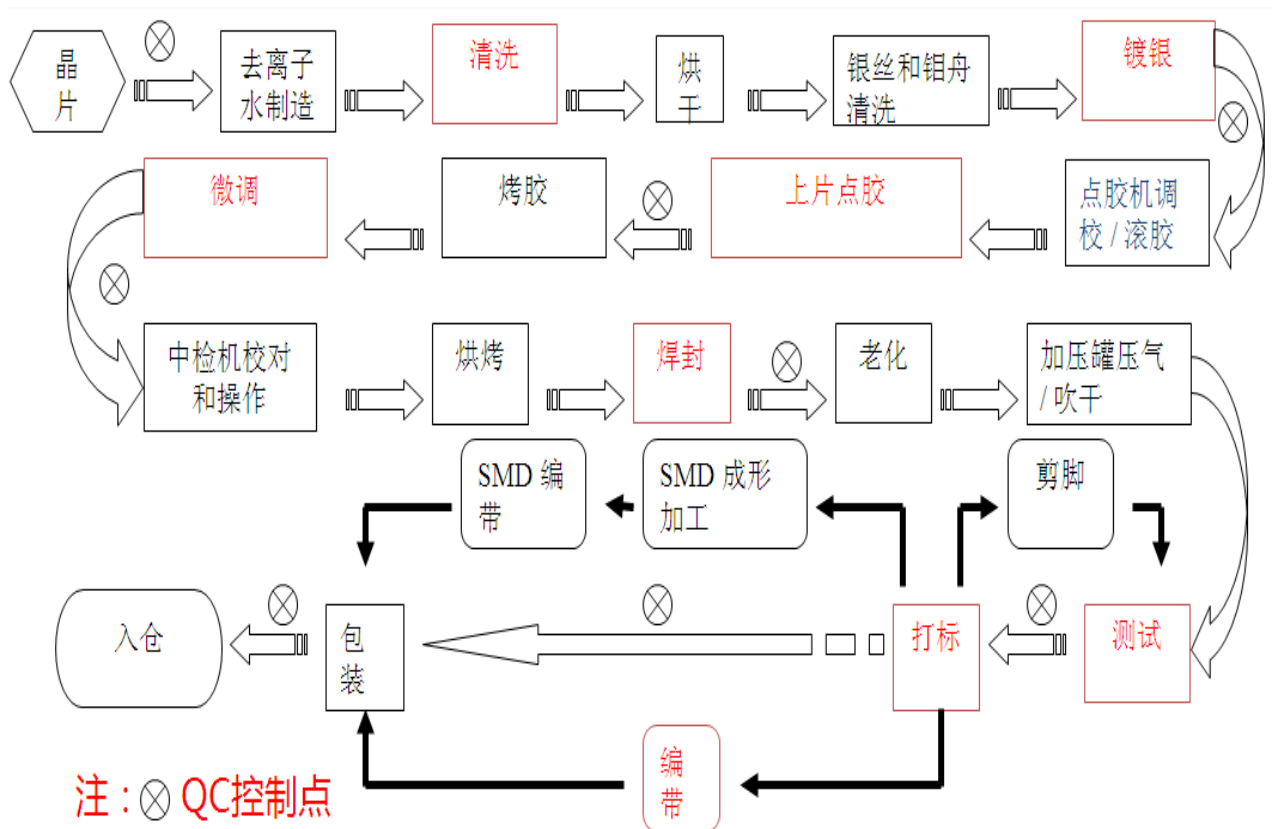 晶
片
去离子
水制造
清洗
烘
干
银丝和钼舟
清洗
镀银
微调
烤胶
上片点胶
点胶机调
校 / 滚胶
中检机校对
和操作
烘烤
焊封
老化
加压罐压气
/ 吹干
SMD 编
带
SMD 成形
加工
剪脚
入仓
包
装
打标
测试
编
带
注：⊗ QC控制点